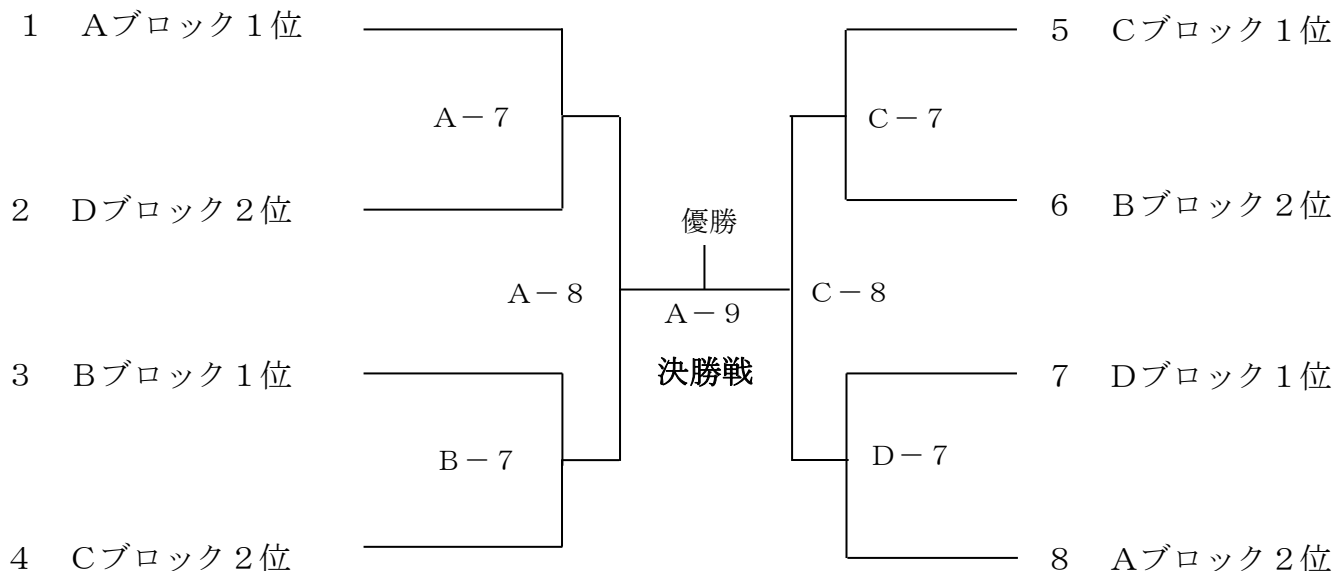 1 Aブロック1位
5 Cブロック1位
A-7
C-7
2 Dブロック2位
6 Bブロック2位
優勝
A-8
C-8
A-9
決勝戦
3 Bブロック1位
7 Dブロック1位
B-7
D-7
4 Cブロック2位
8 Aブロック2位